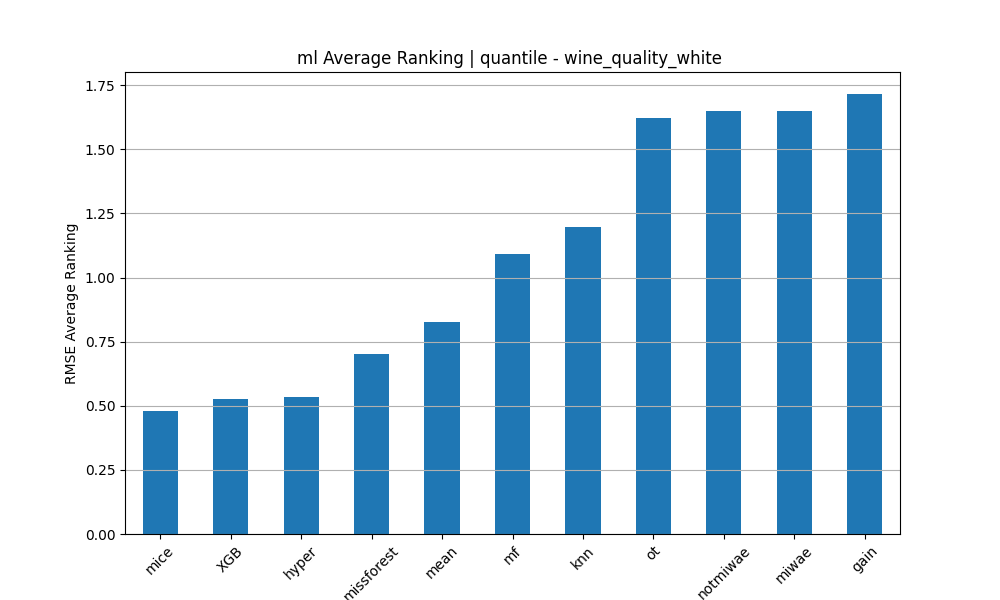 ml Average Ranking | quantile - wine_quality_white
RMSE Average Ranking
1.75
1.50
1.25
1.00
0.75
0.50
0.25
0.00
mice
XGB
hyper
missforest
mean
mf
knn
ot
notmiwae
miwae
gain